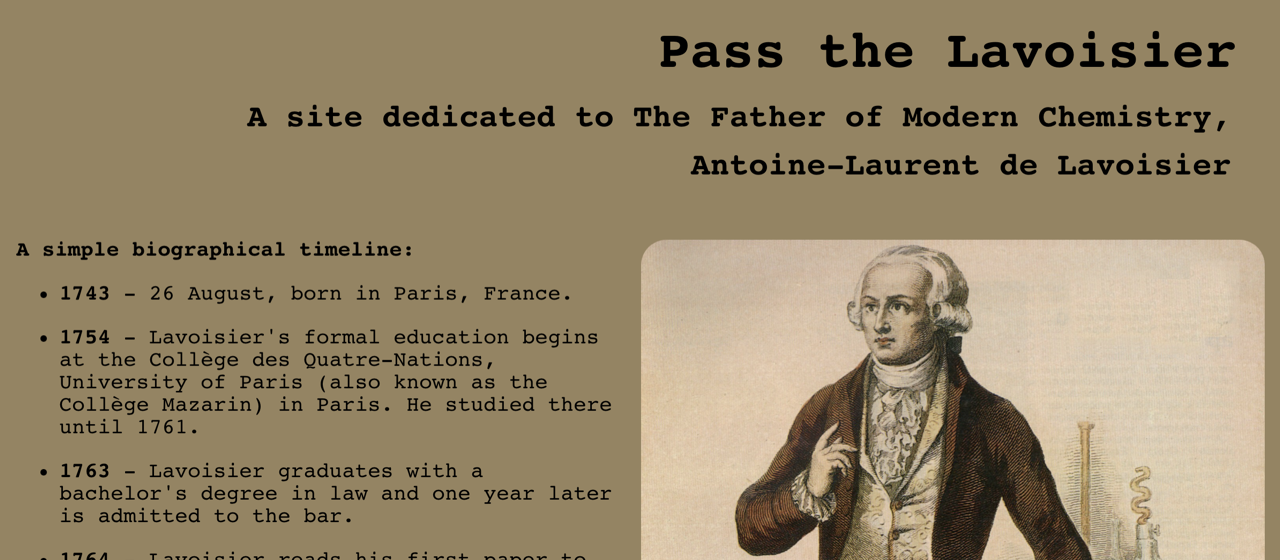 Pass the Lavoisier
A site dedicated to The Father of Modern Chemistry,
Antoine-Laurent de Lavoisier
A simple biographical timeline:
• 1743 - 26 August, born in Paris, France.
• 1754 - Lavoisier's formal education begins
at the Collège des Quatre-Nations,
University of Paris (also known as the
Collège Mazarin) in Paris. He studied there
until 1761.
• 1763 - Lavoisier graduates with a
bachelor's degree in law and one year later
is admitted to the bar.
• 1764 - Lavoisier reads his first paper to